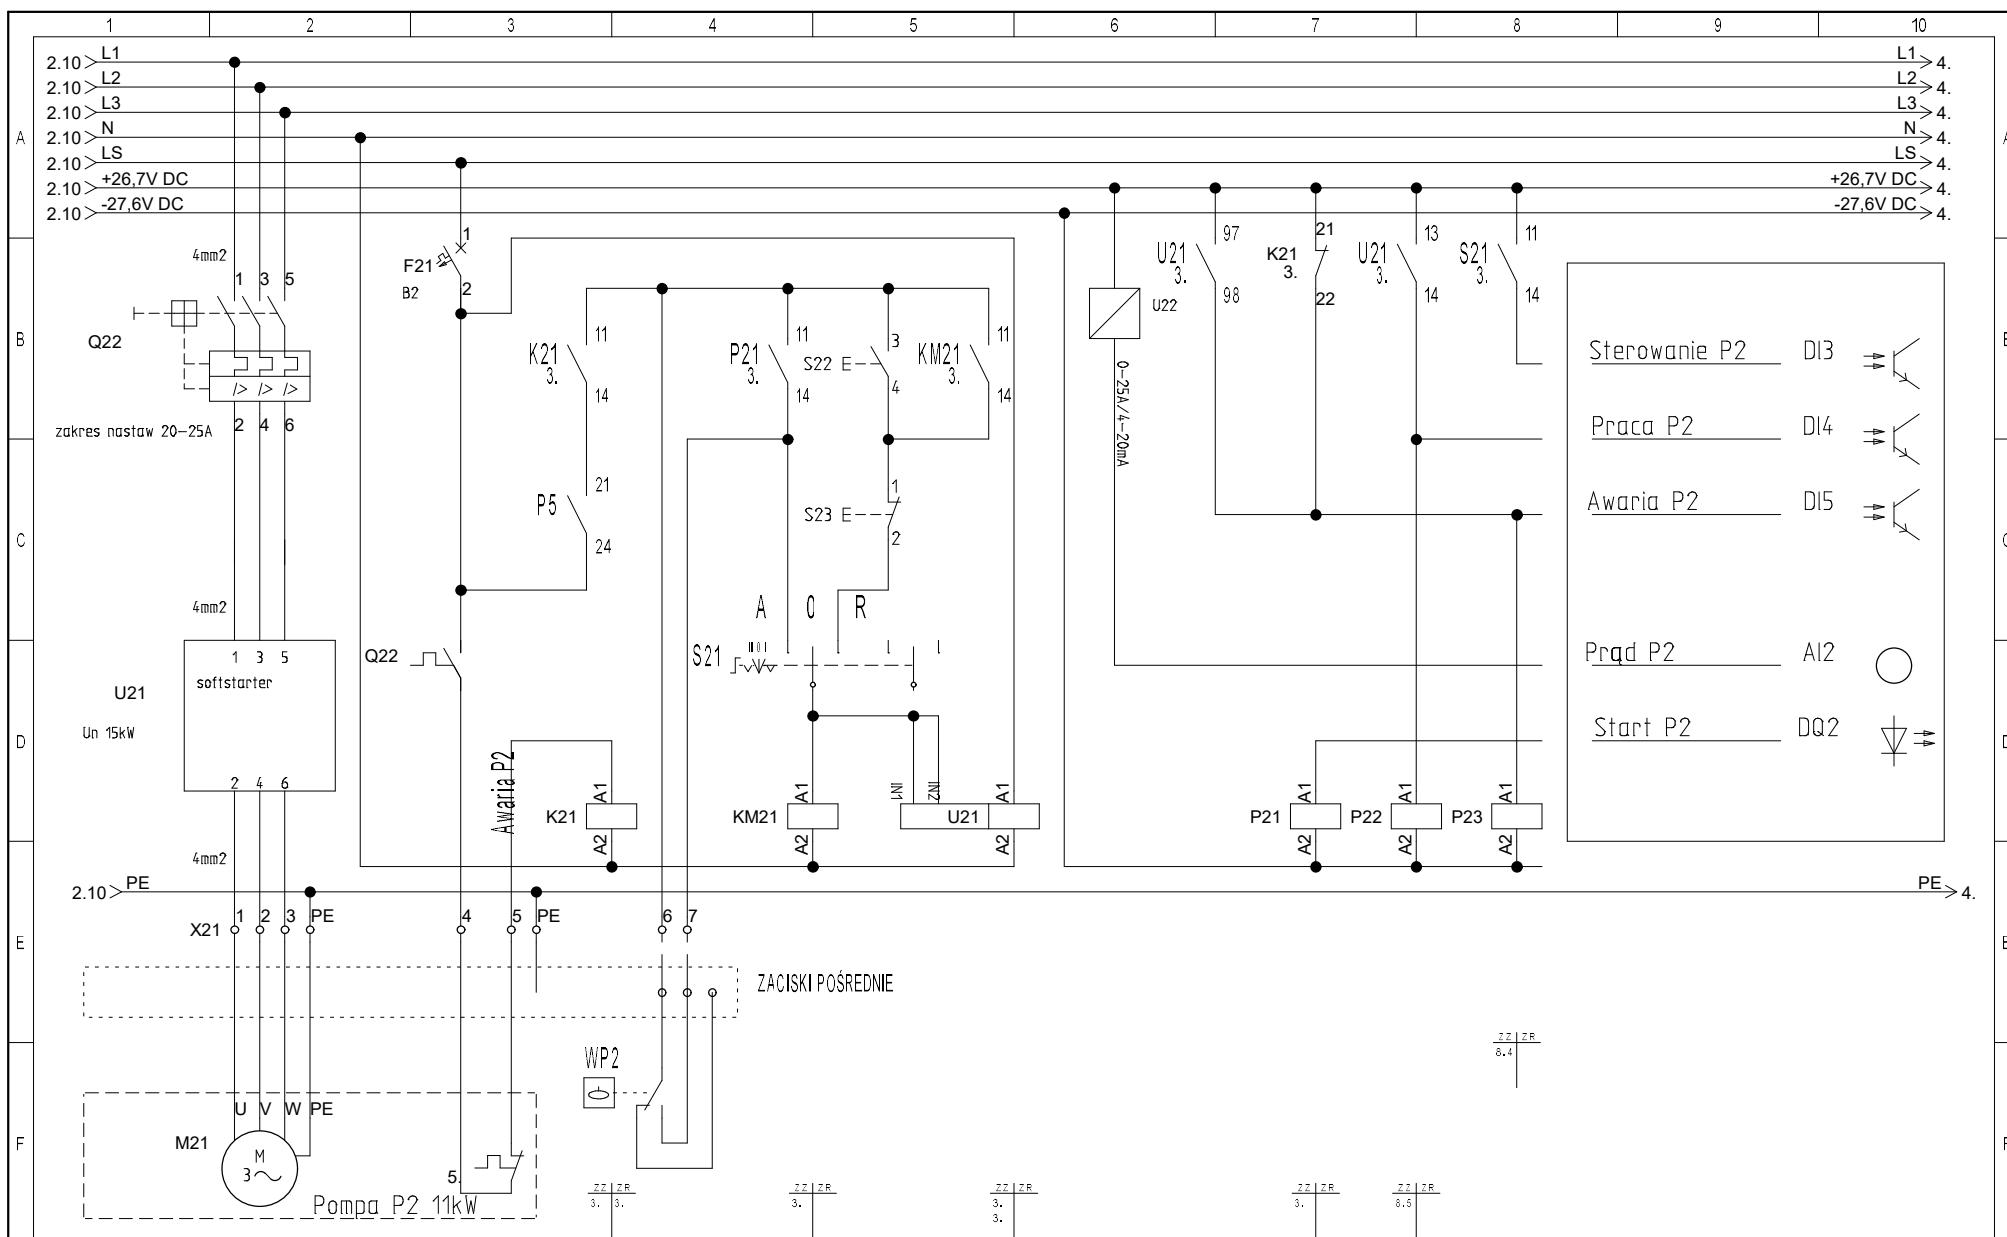 1 2 3 4 5 6 7 8 9 10
2.10 L1 L1 4.
2.10 L2 L2 4.
2.10 L3 L3 4.
A 2.10 N N 4. A
2.10 LS LS 4.
2.10 +26,7V DC +26,7V DC 4.
2.10 -27,6V DC -27,6V DC 4.
1 97 21 13 11
4mm2 U21 K21 U21 S21
F21 3. 3. 3. 3.
1 3 5 2 98 22 14 14
B2 U22
B Q22 11 11 3 11 B
K21 P21 S22 E KM21 Sterowanie P2 DI3
3. 3. 3.
14 14 4 14
/> /> /> 0-25A/4-20mA
2 4 6 Praca P2 DI4
zakres nastaw 20-25A
P5 21 1 Awaria P2 DI5
S23 E
C 24 2 C
4mm2 A 0 R
1 3 5 Q22 S21 II 0 I Prąd P2 AI2
softstarter
U21
Un 15kW Start P2 DQ2
D D
Awaria P2
2 4 6 A1 A1 IN1 IN2 A1 A1 A1 A1
K21 KM21 U21 P21 P22 P23
A2 A2 A2 A2 A2 A2
4mm2
2.10 PE PE 4.
X21 1 2 3 PE 4 5 PE 6 7
E E
ZACISKI POŚREDNIE
ZZ ZR
8.4
WP2
U V W PE
F M21 M F
3
5.
Pompa P2 11kW
ZZ ZR ZZ ZR ZZ ZR ZZ ZR ZZ ZR
3. 3. 3. 3. 3. 8.5
3.